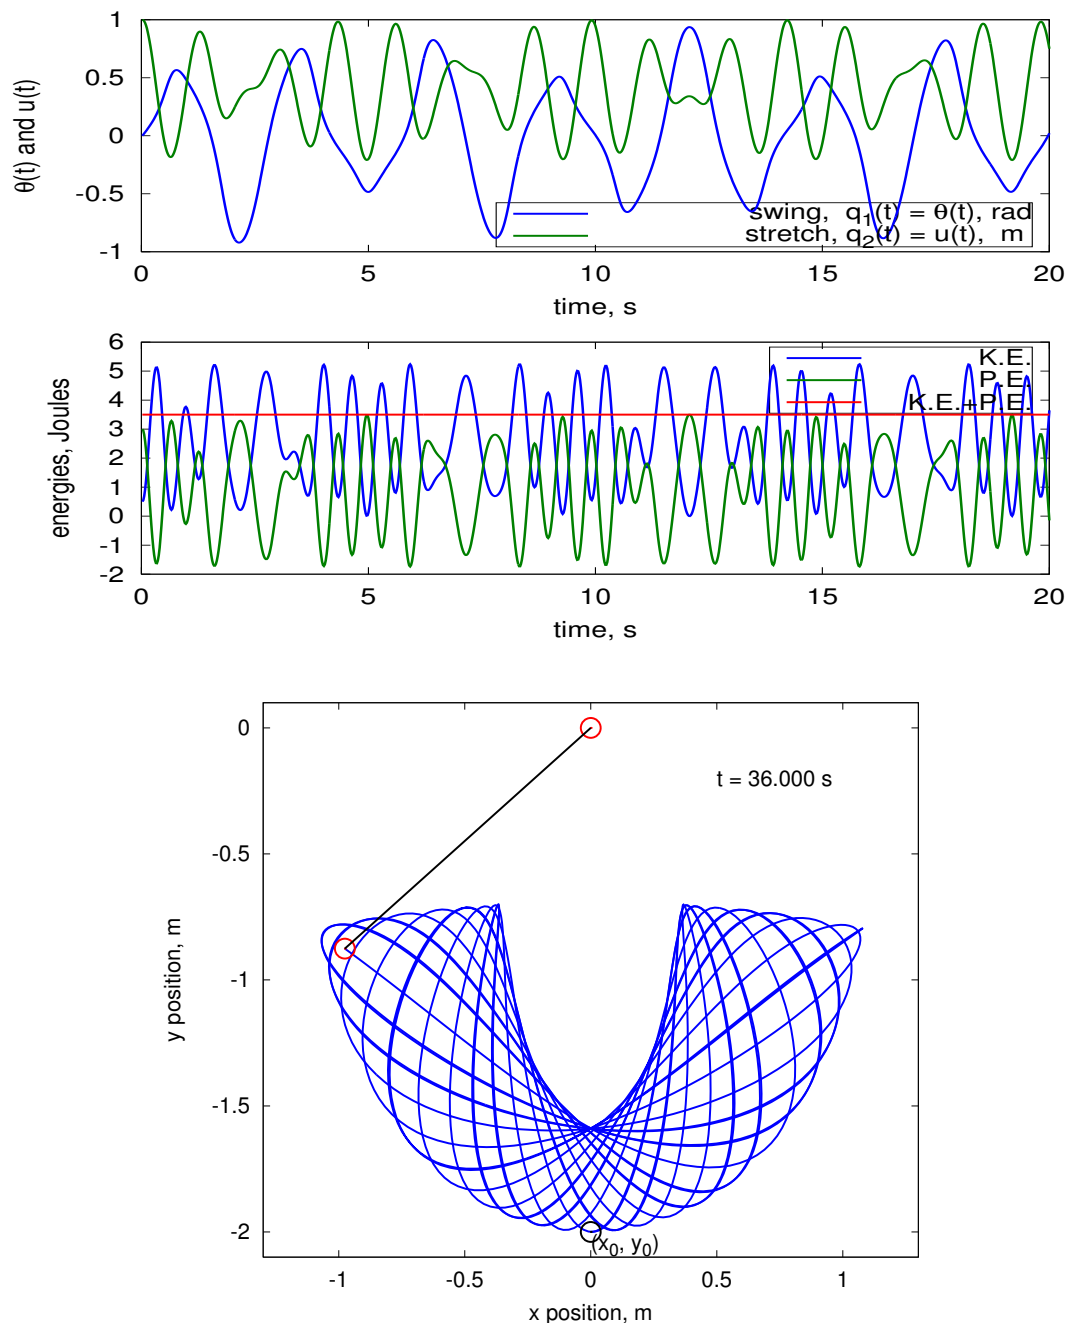 1
0.5
0
-0.5
-1
θ(t) and u(t)
swing, q1(t) = θ(t), rad
stretch, q2(t) = u(t), m
0 5 10 15 20
time, s
6
5
4
3
2
1
0
-1
-2
energies, Joules
K.E.
P.E.
K.E.+P.E.
0 5 10 15 20
time, s
0
-0.5
-1
-1.5
-2
y position, m
t = 36.000 s
(x0, y0)
-1 -0.5 0 0.5 1
x position, m